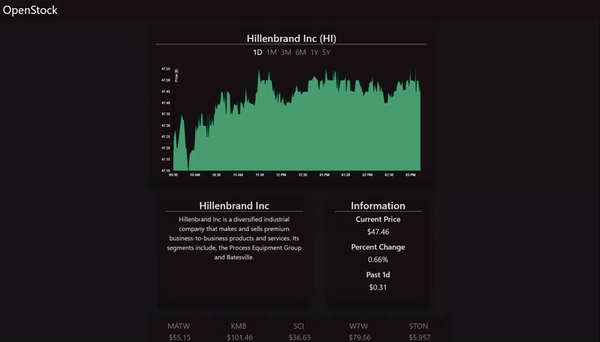 OpenStock
Hillenbrand Inc (HI)
1D 1M 3M 6M 1Y 5Y
Price ($)
47.55
47.50
47.45
47.40
47.35
47.30
47.25
47.20
47.15
47.10
09:30 10 AM 10:30 11 AM 11:30 12 PM 12:30 01 PM 01:30 02 PM 02:30 03 PM
Hillenbrand Inc
Hillenbrand Inc is a diversified industrial
company that makes and sells premium
business-to-business products and services. Its
segments include, the Process Equipment Group
and Batesville.
Information
Current Price
$47.46
Percent Change
0.66%
Past 1d
$0.31
MATW KMB SCI WTW STON
$55.15 $101.46 $36.63 $79.56 $5,957